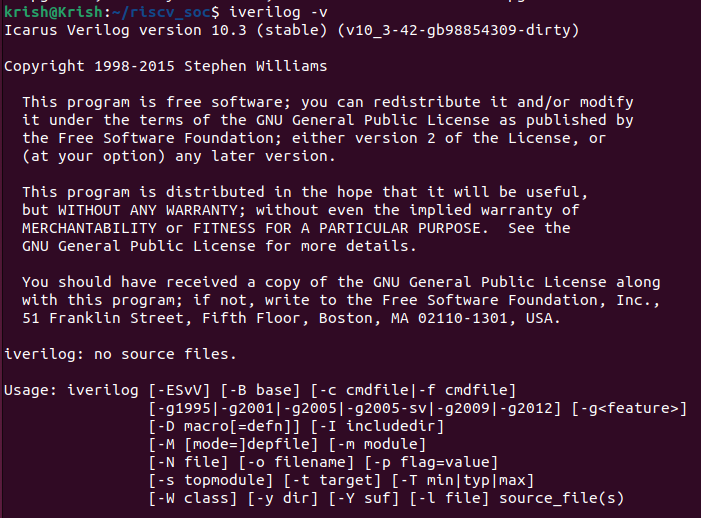 krish@Krish:~/riscv_soc$ iverilog -v
Icarus Verilog version 10.3 (stable) (v10_3-42-gb98854309-dirty)

Copyright 1998-2015 Stephen Williams

  This program is free software; you can redistribute it and/or modify
  it under the terms of the GNU General Public License as published by
  the Free Software Foundation; either version 2 of the License, or
  (at your option) any later version.

  This program is distributed in the hope that it will be useful,
  but WITHOUT ANY WARRANTY; without even the implied warranty of
  MERCHANTABILITY or FITNESS FOR A PARTICULAR PURPOSE.  See the
  GNU General Public License for more details.

  You should have received a copy of the GNU General Public License along
  with this program; if not, write to the Free Software Foundation, Inc.,
  51 Franklin Street, Fifth Floor, Boston, MA 02110-1301, USA.

iverilog: no source files.

Usage: iverilog [-ESvV] [-B base] [-c cmdfile|-f cmdfile]
                [-g1995|-g2001|-g2005|-g2005-sv|-g2009|-g2012] [-g<feature>]
                [-D macro[=defn]] [-I includedir]
                [-M [mode=]depfile] [-m module]
                [-N file] [-o filename] [-p flag=value]
                [-s topmodule] [-t target] [-T min|typ|max]
                [-W class] [-y dir] [-Y suf] [-l file] source_file(s)